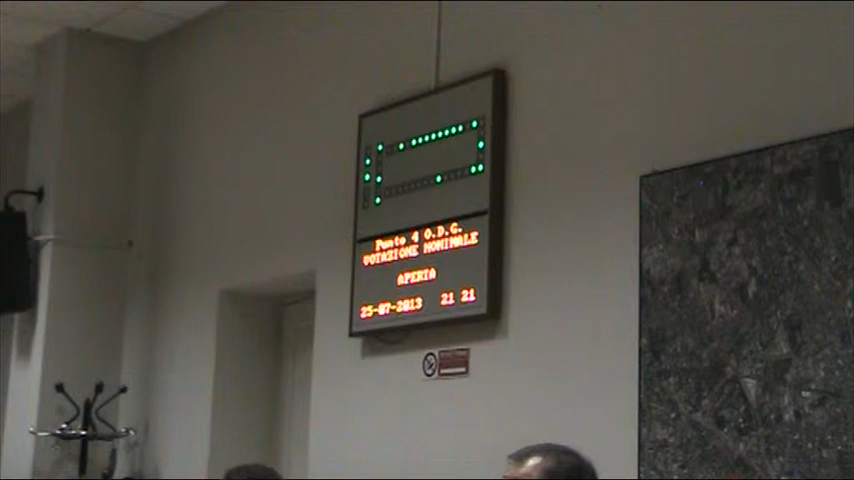 Punto 4 O.D.G.
VOTAZIONE NOMINALE
APERTA
25-07-2013 21 21